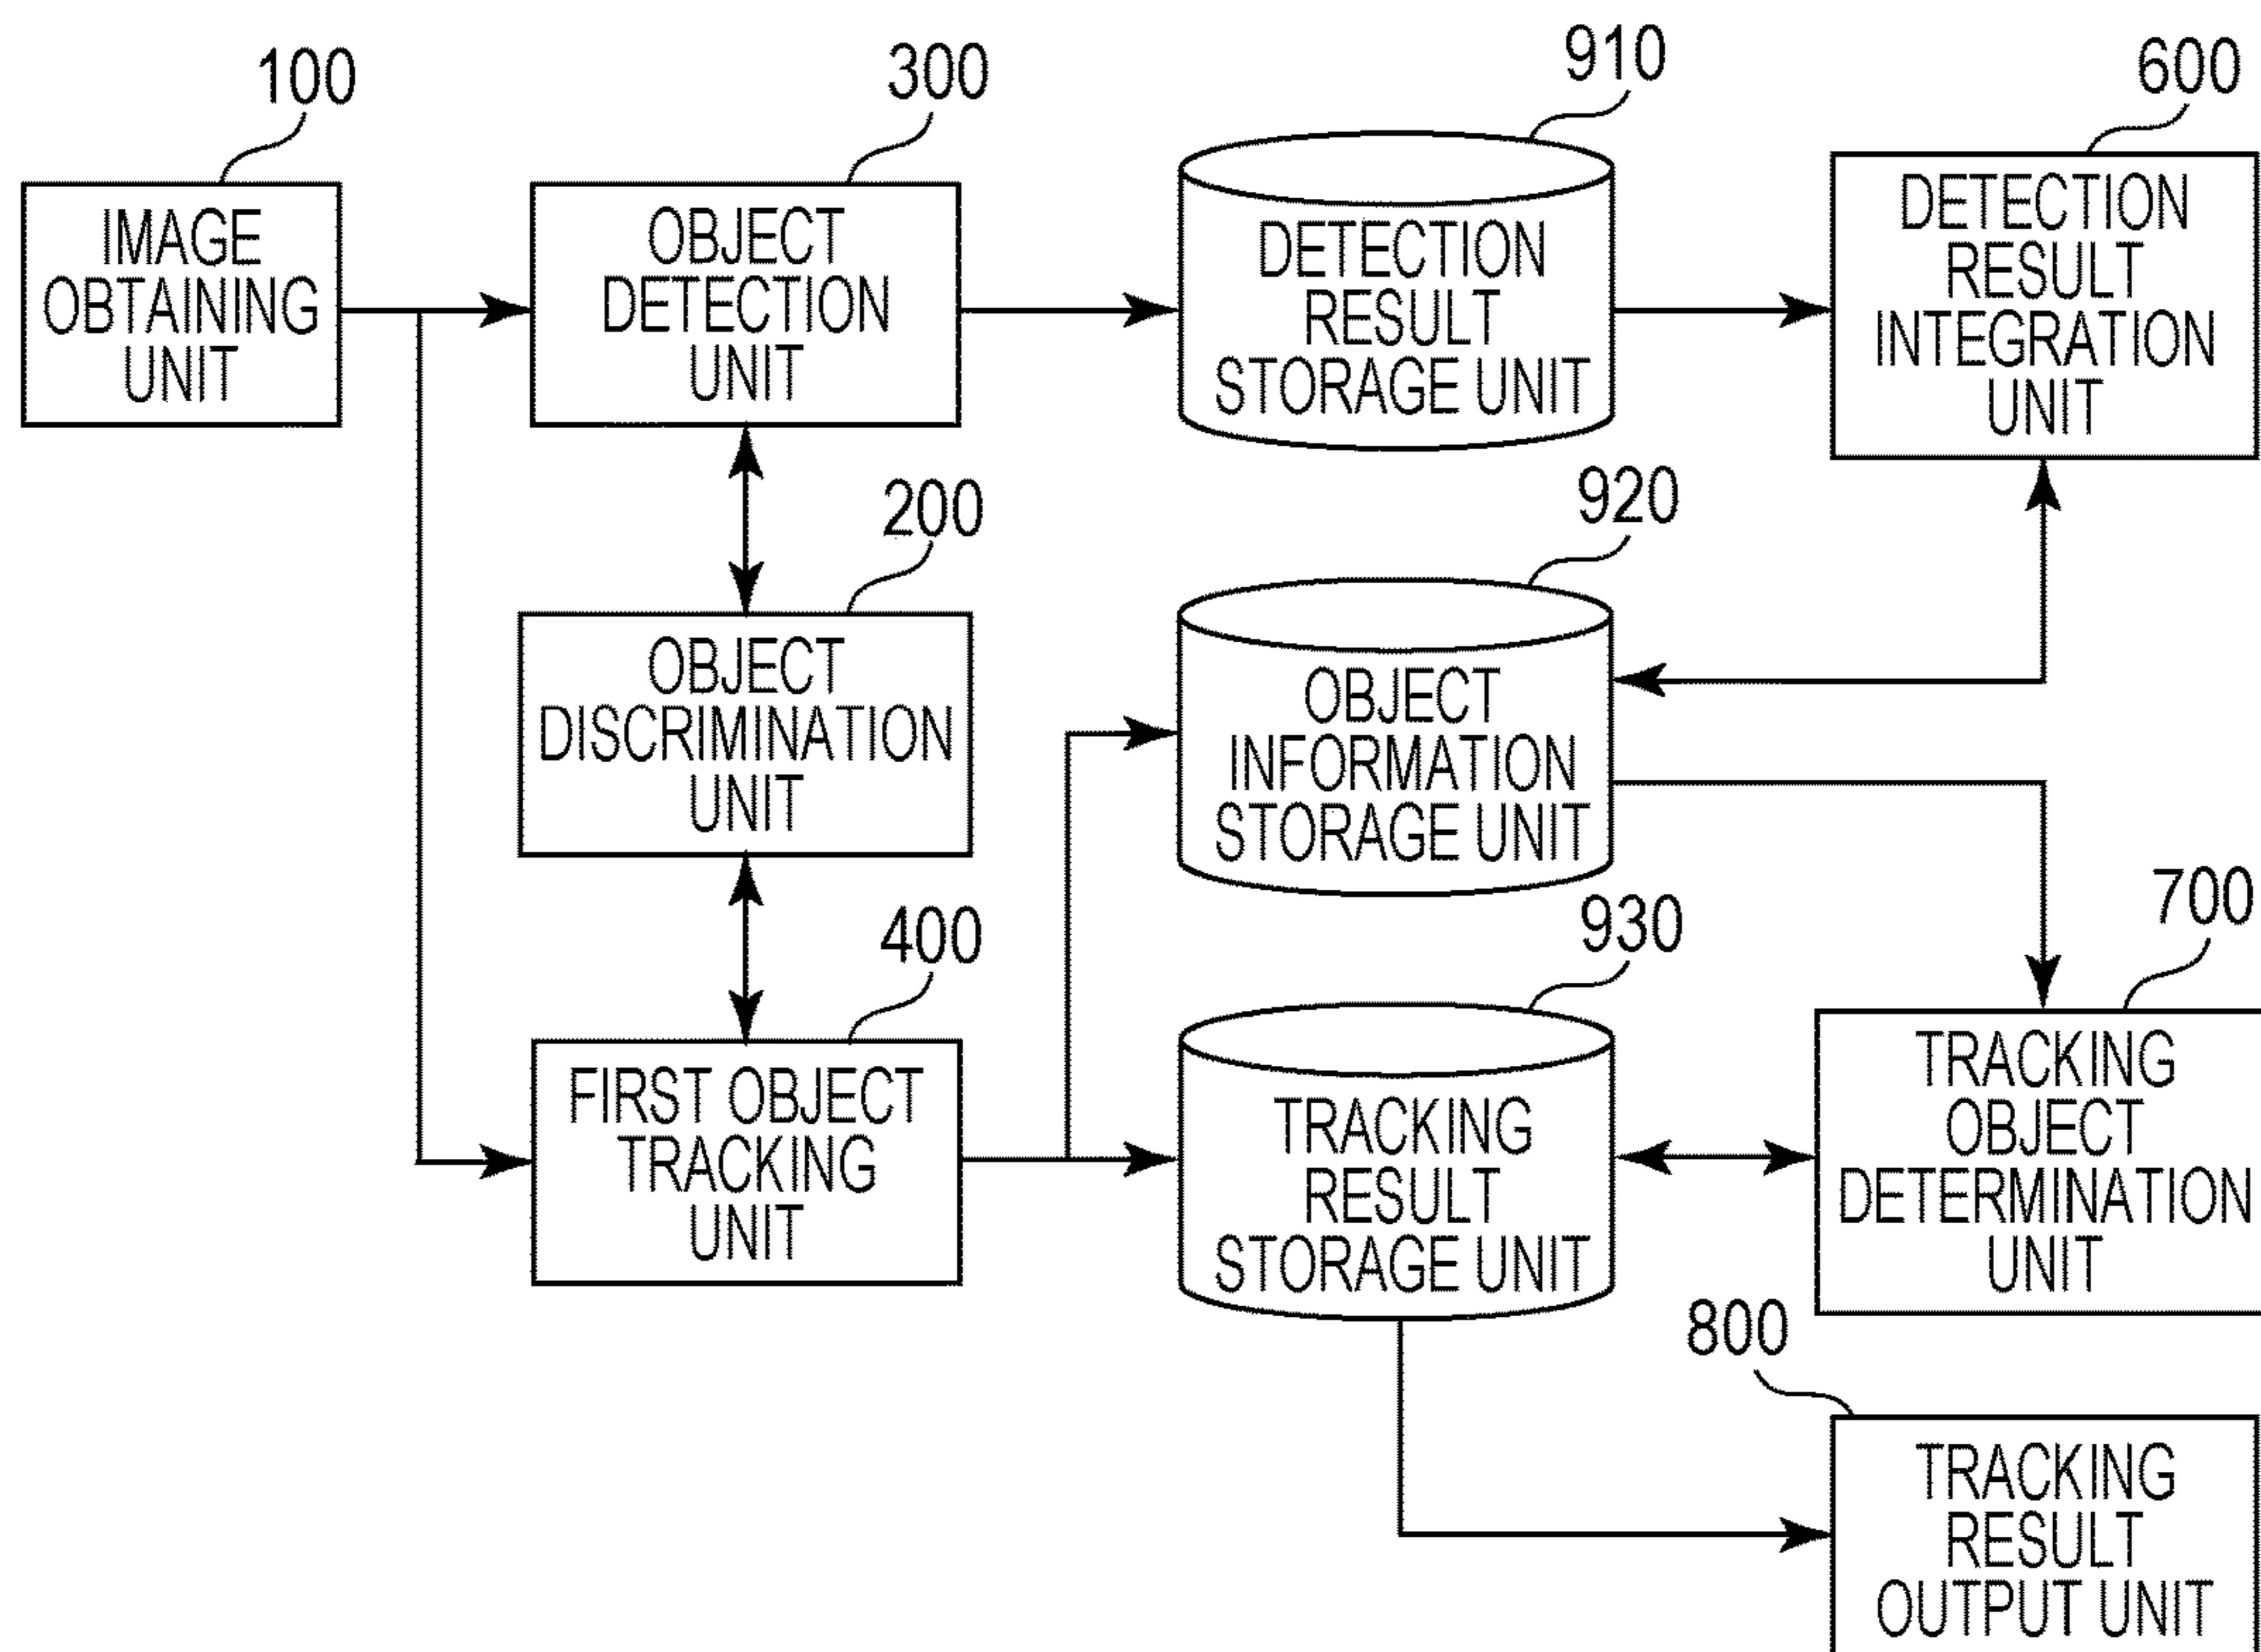 100
IMAGE
OBTAINING
UNIT
300
OBJECT
DETECTION
UNIT
910
DETECTION
RESULT
STORAGE UNIT
600
DETECTION
RESULT
INTEGRATION
UNIT
200
OBJECT
DISCRIMINATION
UNIT
920
OBJECT
INFORMATION
STORAGE UNIT
400
FIRST OBJECT
TRACKING
UNIT
930
TRACKING
RESULT
STORAGE UNIT
700
TRACKING
OBJECT
DETERMINATION
UNIT
800
TRACKING
RESULT
OUTPUT UNIT